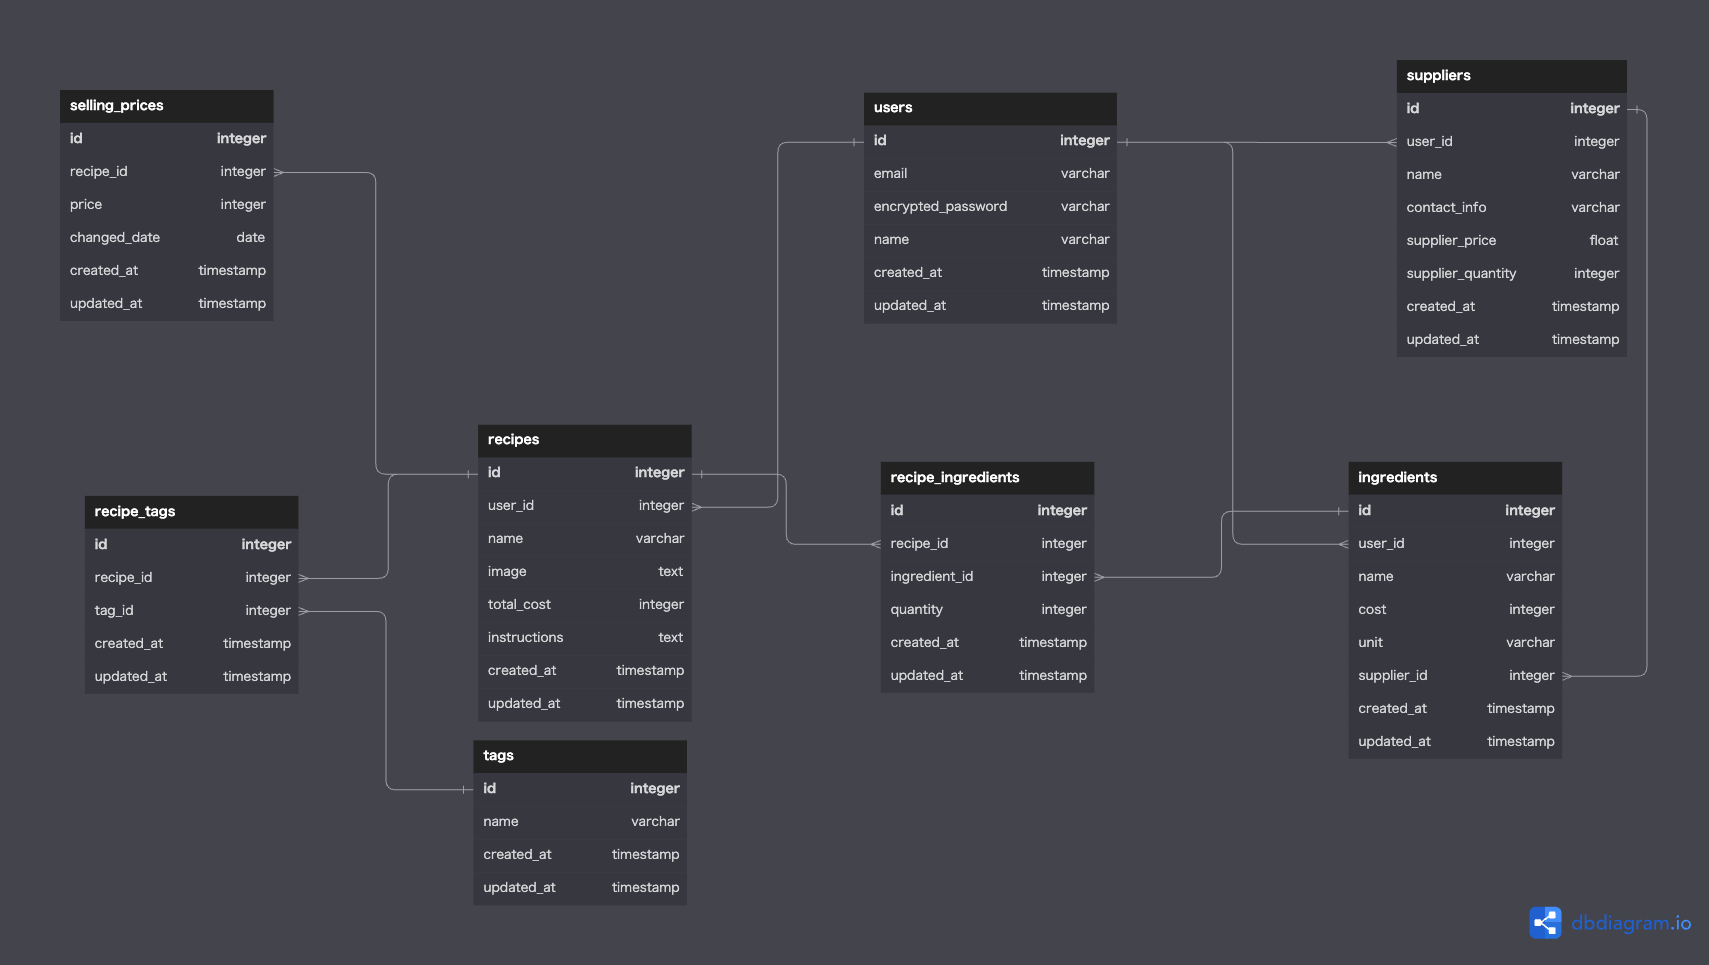 selling_prices
id integer
recipe_id integer
price integer
changed_date date
created_at timestamp
updated_at timestamp
users
id integer
email varchar
encrypted_password varchar
name varchar
created_at timestamp
updated_at timestamp
suppliers
id integer
user_id integer
name varchar
contact_info varchar
supplier_price float
supplier_quantity integer
created_at timestamp
updated_at timestamp
recipe_tags
id integer
recipe_id integer
tag_id integer
created_at timestamp
updated_at timestamp
recipes
id integer
user_id integer
name varchar
image text
total_cost integer
instructions text
created_at timestamp
updated_at timestamp
recipe_ingredients
id integer
recipe_id integer
ingredient_id integer
quantity integer
created_at timestamp
updated_at timestamp
ingredients
id integer
user_id integer
name varchar
cost integer
unit varchar
supplier_id integer
created_at timestamp
updated_at timestamp
tags
id integer
name varchar
created_at timestamp
updated_at timestamp
dbdiagram.io